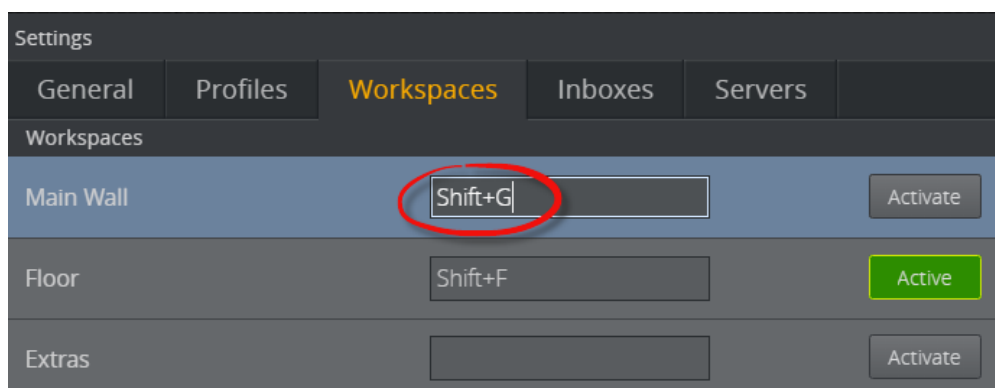 Settings
General Profiles Workspaces Inboxes Servers
Workspaces
Main Wall Shift+G Activate
Floor Shift+F Active
Extras Activate